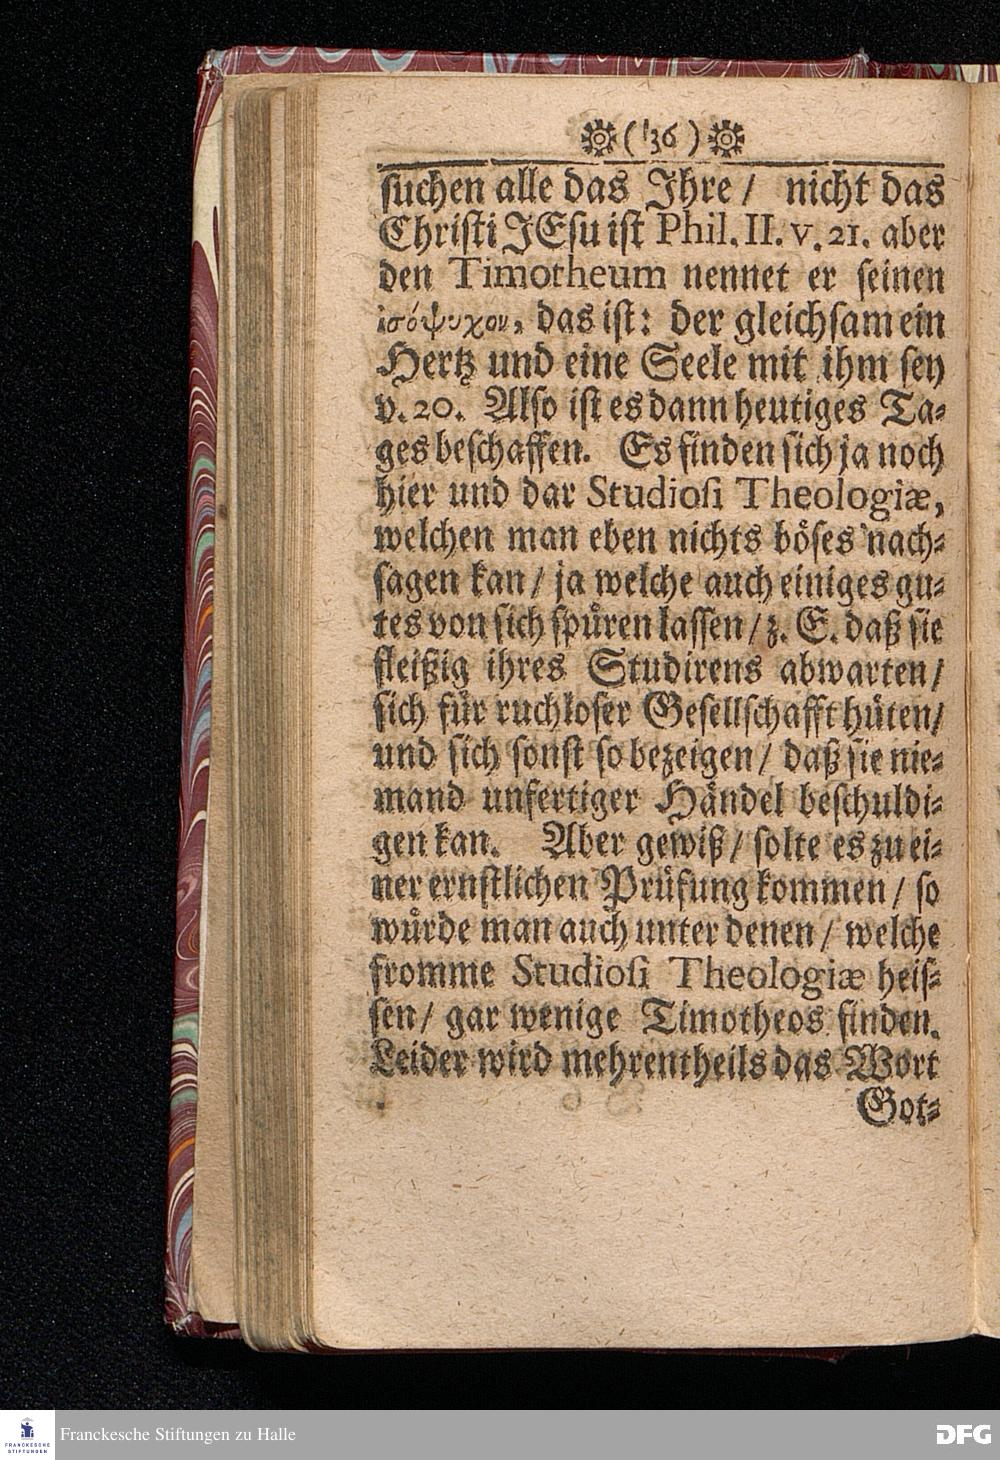 (136)
ſuchen alle das Ihre / nicht das
Chriſti JEſu iſt Phil. II. v. 21. aber
den Timotheum nennet er ſeinen
ἰσόψυχον, das iſt: der gleichſam ein
Hertz und eine Seele mit ihm ſey
v. 20. Alſo iſt es dann heutiges Ta⸗
ges beſchaffen. Es finden ſich ja noch
hier und dar Studioſi Theologiæ,
welchen man eben nichts böſes nach⸗
ſagen kan / ja welche auch einiges gu⸗
tes von ſich ſpüren laſſen / z. E. daß ſie
fleißig ihres Studirens abwarten /
ſich für ruchloſer Geſellſchafft hüten /
und ſich ſonſt ſo bezeigen / daß ſie nie⸗
mand unfertiger Händel beſchuldi⸗
gen kan. Aber gewiß / ſolte es zu ei⸗
ner ernſtlichen Prüfung kommen / ſo
würde man auch unter denen / welche
fromme Studioſi Theologiæ heiſ⸗
ſen / gar wenige Timotheos finden.
Leider wird mehrentheils das Wort
Got⸗
FRANCKESCHE
STIFTUNGEN
Franckesche Stiftungen zu Halle
DFG